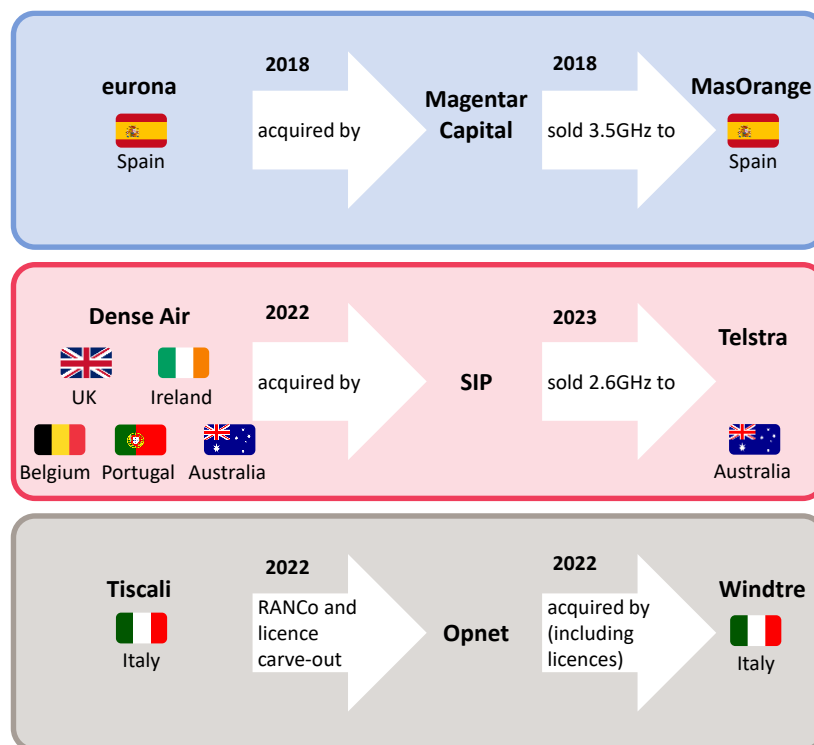 eurona
Spain
2018
acquired by
Magentar
Capital
2018
sold 3.5GHz to
MasOrange
Spain
Dense Air
UK Ireland
Belgium Portugal Australia
2022
acquired by
SIP
2023
sold 2.6GHz to
Telstra
Australia
Tiscali
Italy
2022
RANCo and
licence
carve-out
Opnet
2022
acquired by
(including
licences)
Windtre
Italy